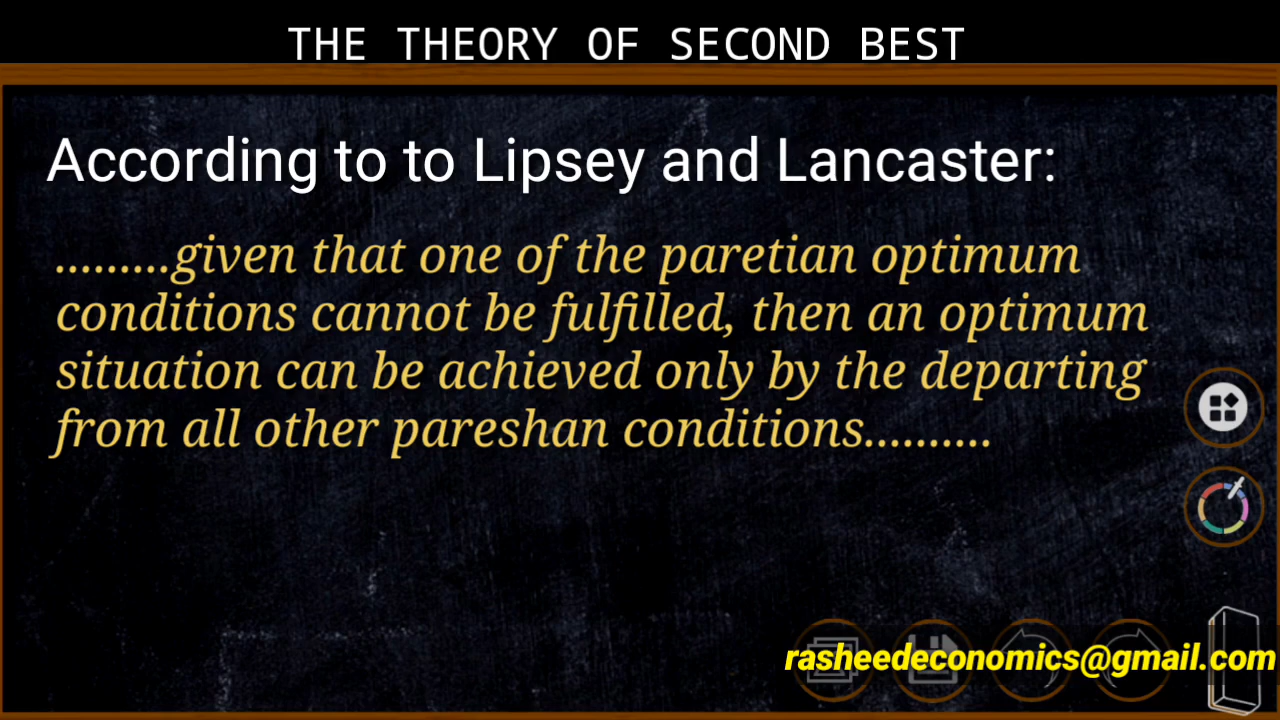 THE THEORY OF SECOND BEST
According to to Lipsey and Lancaster:
.........given that one of the paretian optimum
conditions cannot be fulfilled, then an optimum
situation can be achieved only by the departing
from all other pareshan conditions..........
rasheedeconomics@gmail.com